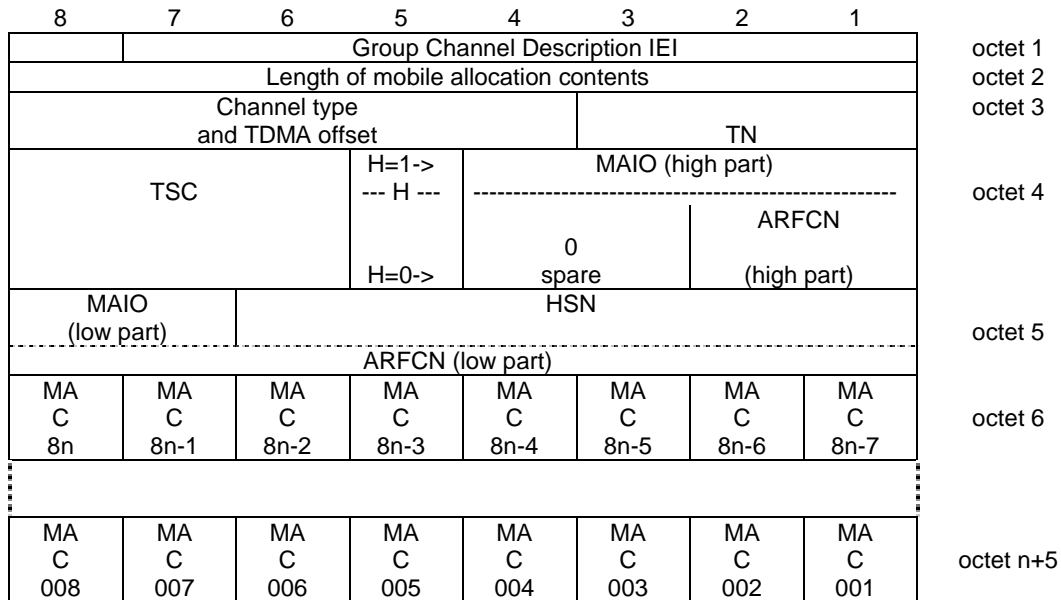 8 7 6 5 4 3 2 1
Group Channel Description IEI octet 1
Length of mobile allocation contents octet 2
Channel type octet 3
and TDMA offset TN
H=1-> MAIO (high part)
TSC --- H --- ----------------------------------------------------- octet 4
ARFCN
0
H=0-> spare (high part)
MAIO HSN
(low part) octet 5
ARFCN (low part)
MA MA MA MA MA MA MA MA
C C C C C C C C octet 6
8n 8n-1 8n-2 8n-3 8n-4 8n-5 8n-6 8n-7
MA MA MA MA MA MA MA MA
C C C C C C C C octet n+5
008 007 006 005 004 003 002 001